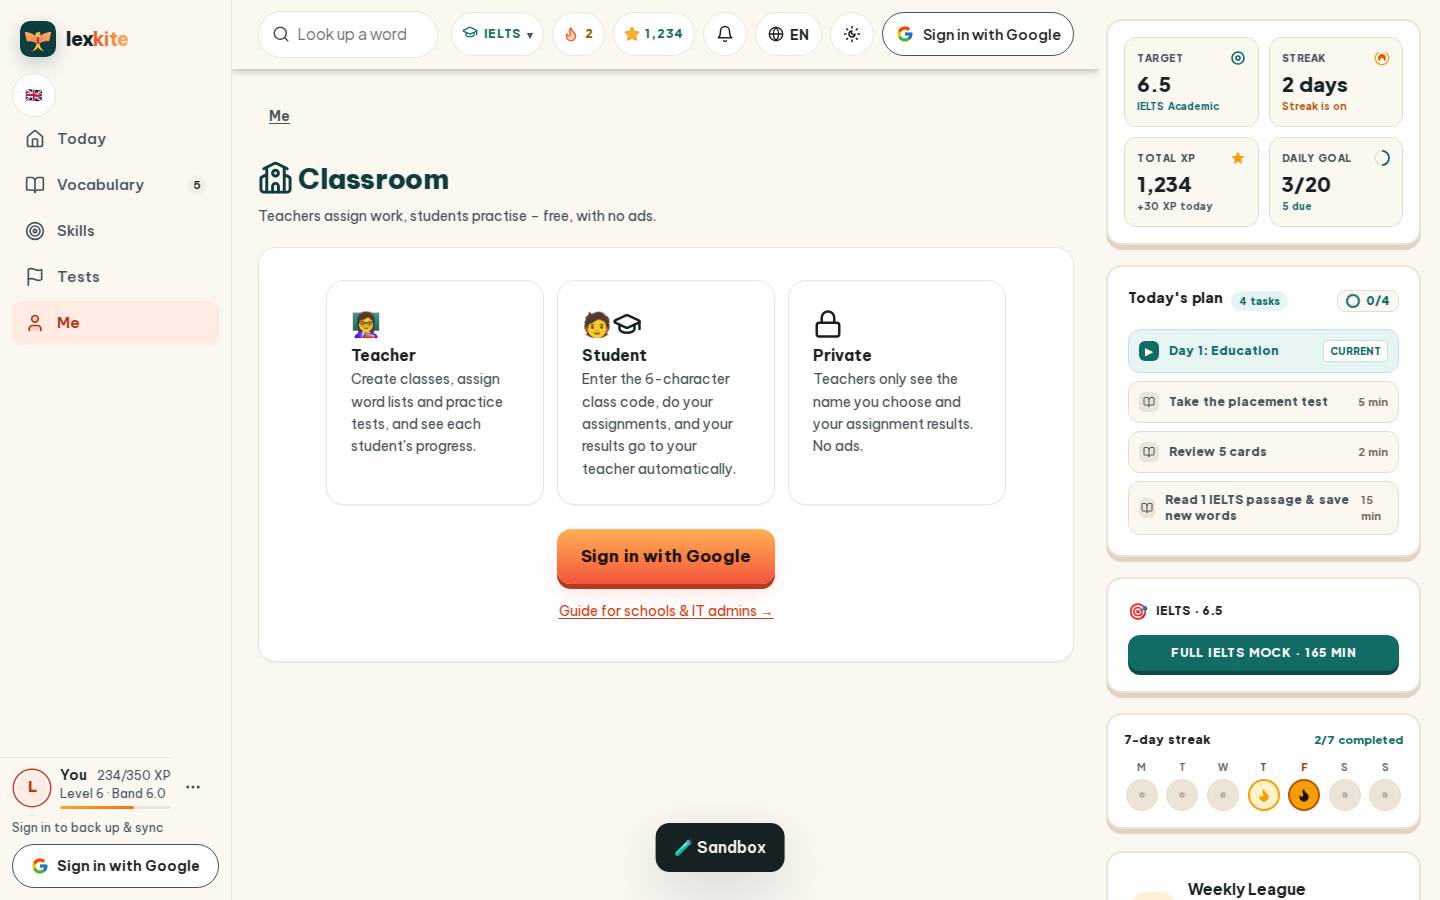 lexkite
Today
Vocabulary 5
Skills
Tests
Me
L
You 234/350 XP
Level 6 · Band 6.0
Sign in to back up & sync
Sign in with Google
Look up a word
IELTS ▾
2
1,234
EN
Sign in with Google
Me
Classroom
Teachers assign work, students practise – free, with no ads.
Teacher
Create classes, assign
word lists and practice
tests, and see each
student's progress.
Student
Enter the 6-character
class code, do your
assignments, and your
results go to your
teacher automatically.
Private
Teachers only see the
name you choose and
your assignment results.
No ads.
Sign in with Google
Guide for schools & IT admins →
🧪 Sandbox
TARGET
6.5
IELTS Academic
STREAK
2 days
Streak is on
TOTAL XP
1,234
+30 XP today
DAILY GOAL
3/20
5 due
Today's plan 4 tasks 0/4
Day 1: Education CURRENT
Take the placement test 5 min
Review 5 cards 2 min
Read 1 IELTS passage & save 15
new words min
IELTS · 6.5
FULL IELTS MOCK · 165 MIN
7-day streak 2/7 completed
M T W T F S S
Weekly League